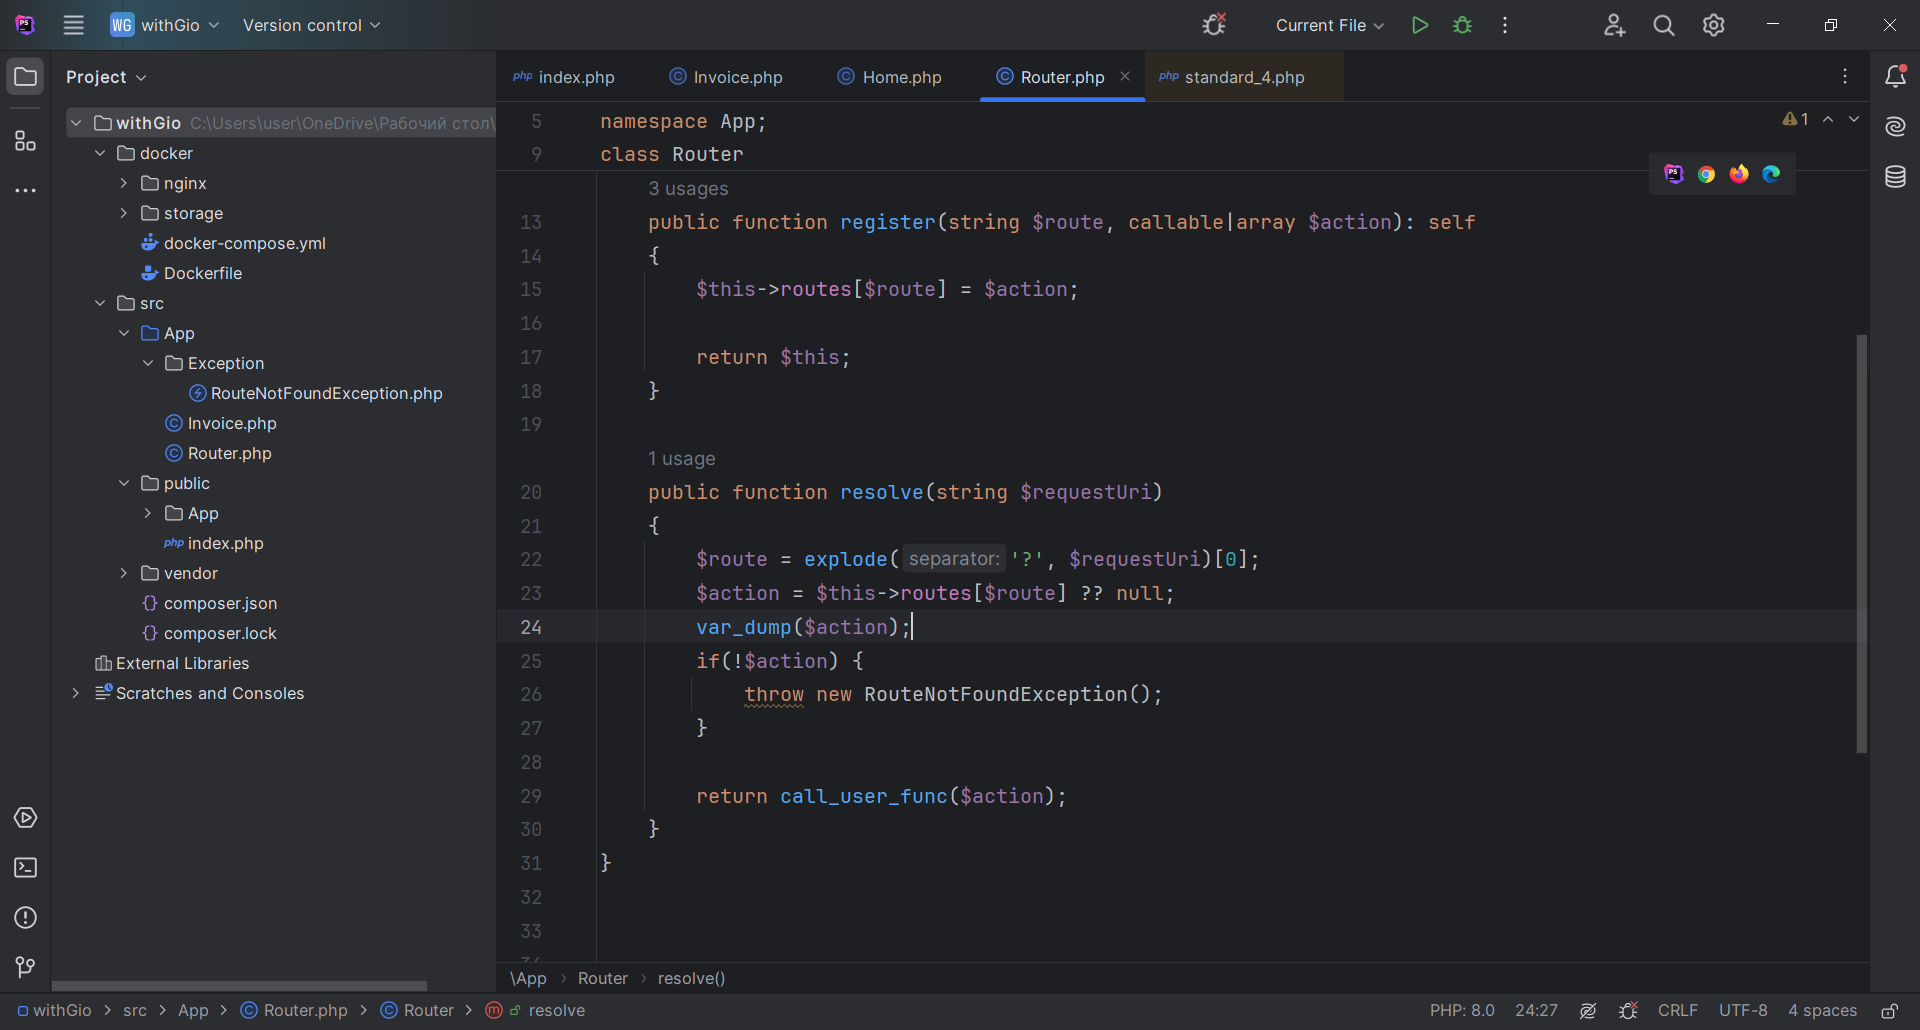 WG withGio Version control Current File
Project
index.php Invoice.php Home.php Router.php standard_4.php
withGio C:\Users\user\OneDrive\Рабочий стол\
docker
nginx
storage
docker-compose.yml
Dockerfile
src
App
Exception
RouteNotFoundException.php
Invoice.php
Router.php
public
App
php index.php
vendor
composer.json
composer.lock
External Libraries
Scratches and Consoles
5 namespace App;
9 class Router
1
3 usages
13 public function register(string $route, callable|array $action): self
14 {
15 $this->routes[$route] = $action;
16
17 return $this;
18 }
19
1 usage
20 public function resolve(string $requestUri)
21 {
22 $route = explode( separator: '?', $requestUri)[0];
23 $action = $this->routes[$route] ?? null;
24 var_dump($action);
25 if(!$action) {
26 throw new RouteNotFoundException();
27 }
28
29 return call_user_func($action);
30 }
31 }
32
33
\App > Router > resolve()
withGio > src > App > Router.php > Router > resolve PHP: 8.0 24:27 CRLF UTF-8 4 spaces